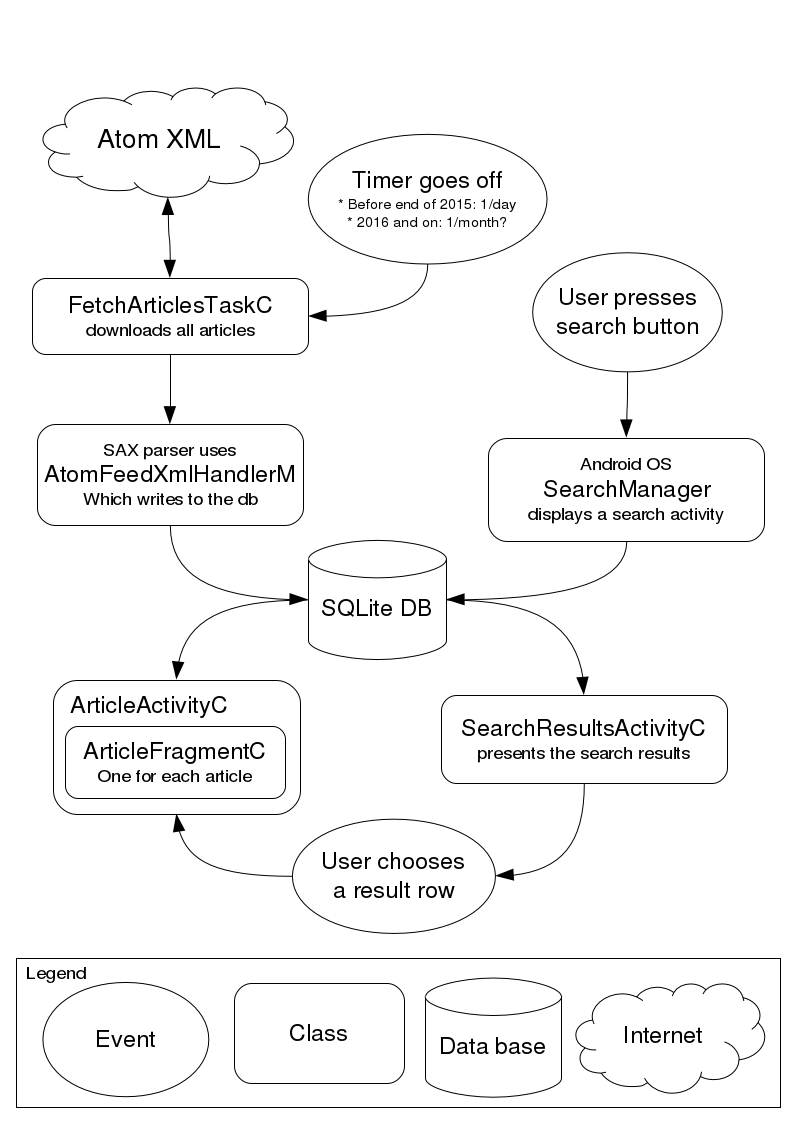 Atom XML
Timer goes off
* Before end of 2015: 1/day
* 2016 and on: 1/month?
User presses
search button
FetchArticlesTaskC
downloads all articles
SAX parser uses
AtomFeedXmlHandlerM
Which writes to the db
Android OS
SearchManager
displays a search activity
SQLite DB
ArticleActivityC
ArticleFragmentC
One for each article
SearchResultsActivityC
presents the search results
User chooses
a result row
Legend
Event
Class
Data base
Internet